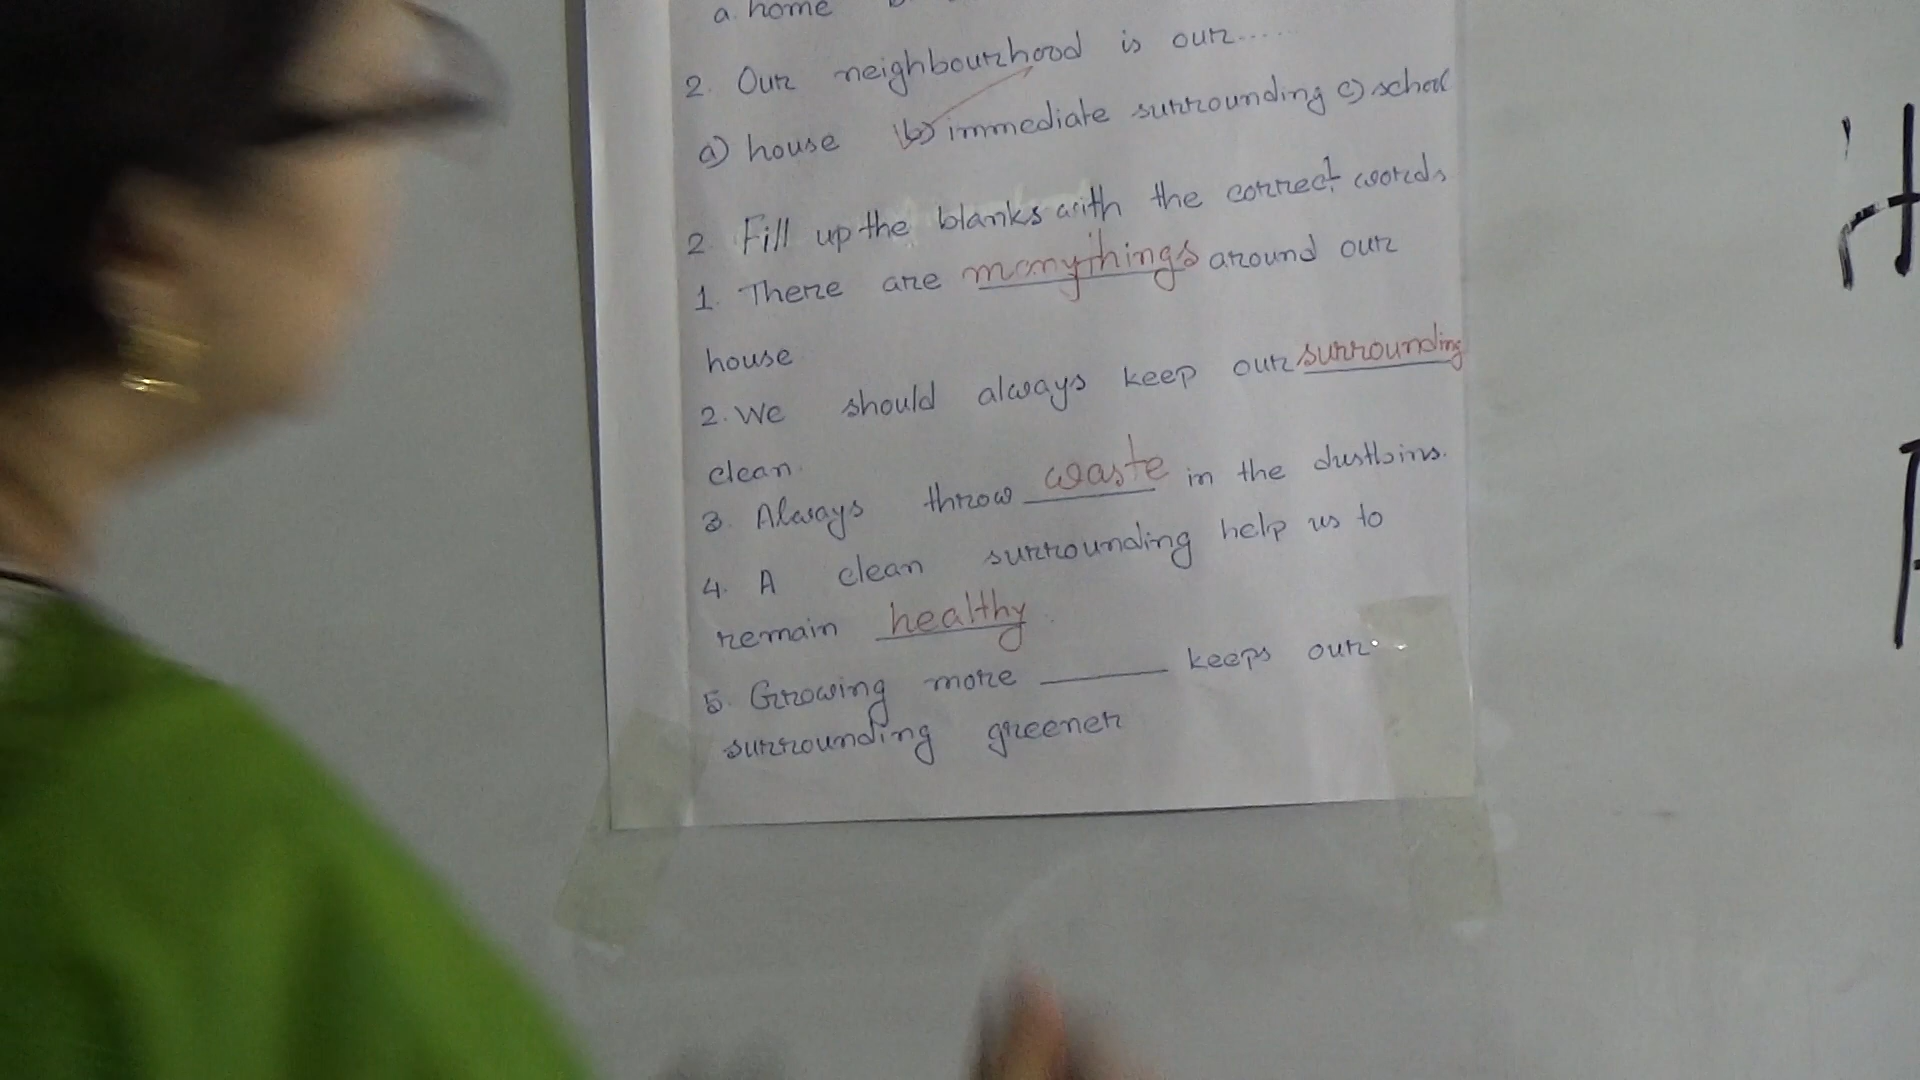 a. home
2. Our neighbourhood is our.....
a) house b) immediate surrounding c) school
2. Fill up the blanks with the correct words
1. There are many things around our
house
2. We should always keep our surrounding
clean.
3. Always throw waste in the dustbins.
4. A clean surrounding help us to
remain healthy.
5. Growing more ______ keeps our
surrounding greener